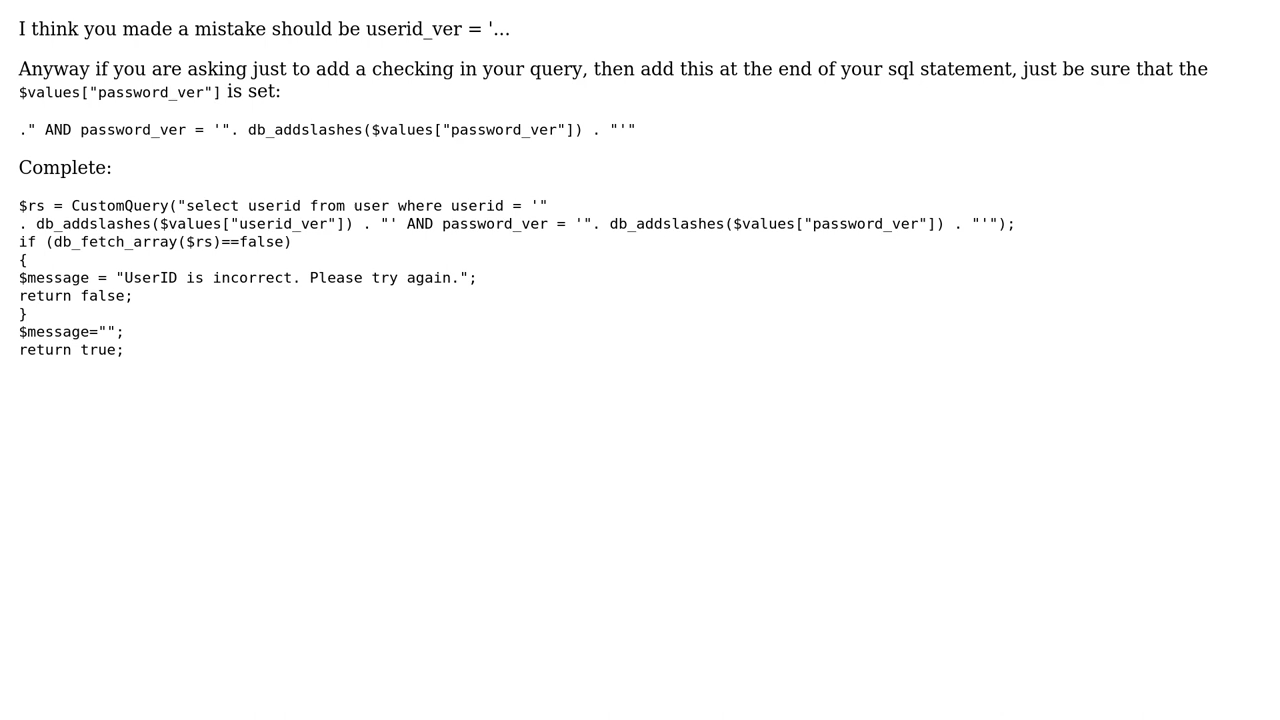 I think you made a mistake should be userid_ver = '...
Anyway if you are asking just to add a checking in your query, then add this at the end of your sql statement, just be sure that the
$values["password_ver"] is set:
." AND password_ver = '". db_addslashes($values["password_ver"]) . "'"
Complete:
$rs = CustomQuery("select userid from user where userid = '"
. db_addslashes($values["userid_ver"]) . "' AND password_ver = '". db_addslashes($values["password_ver"]) . "'");
if (db_fetch_array($rs)==false)
{
$message = "UserID is incorrect. Please try again.";
return false;
}
$message="";
return true;